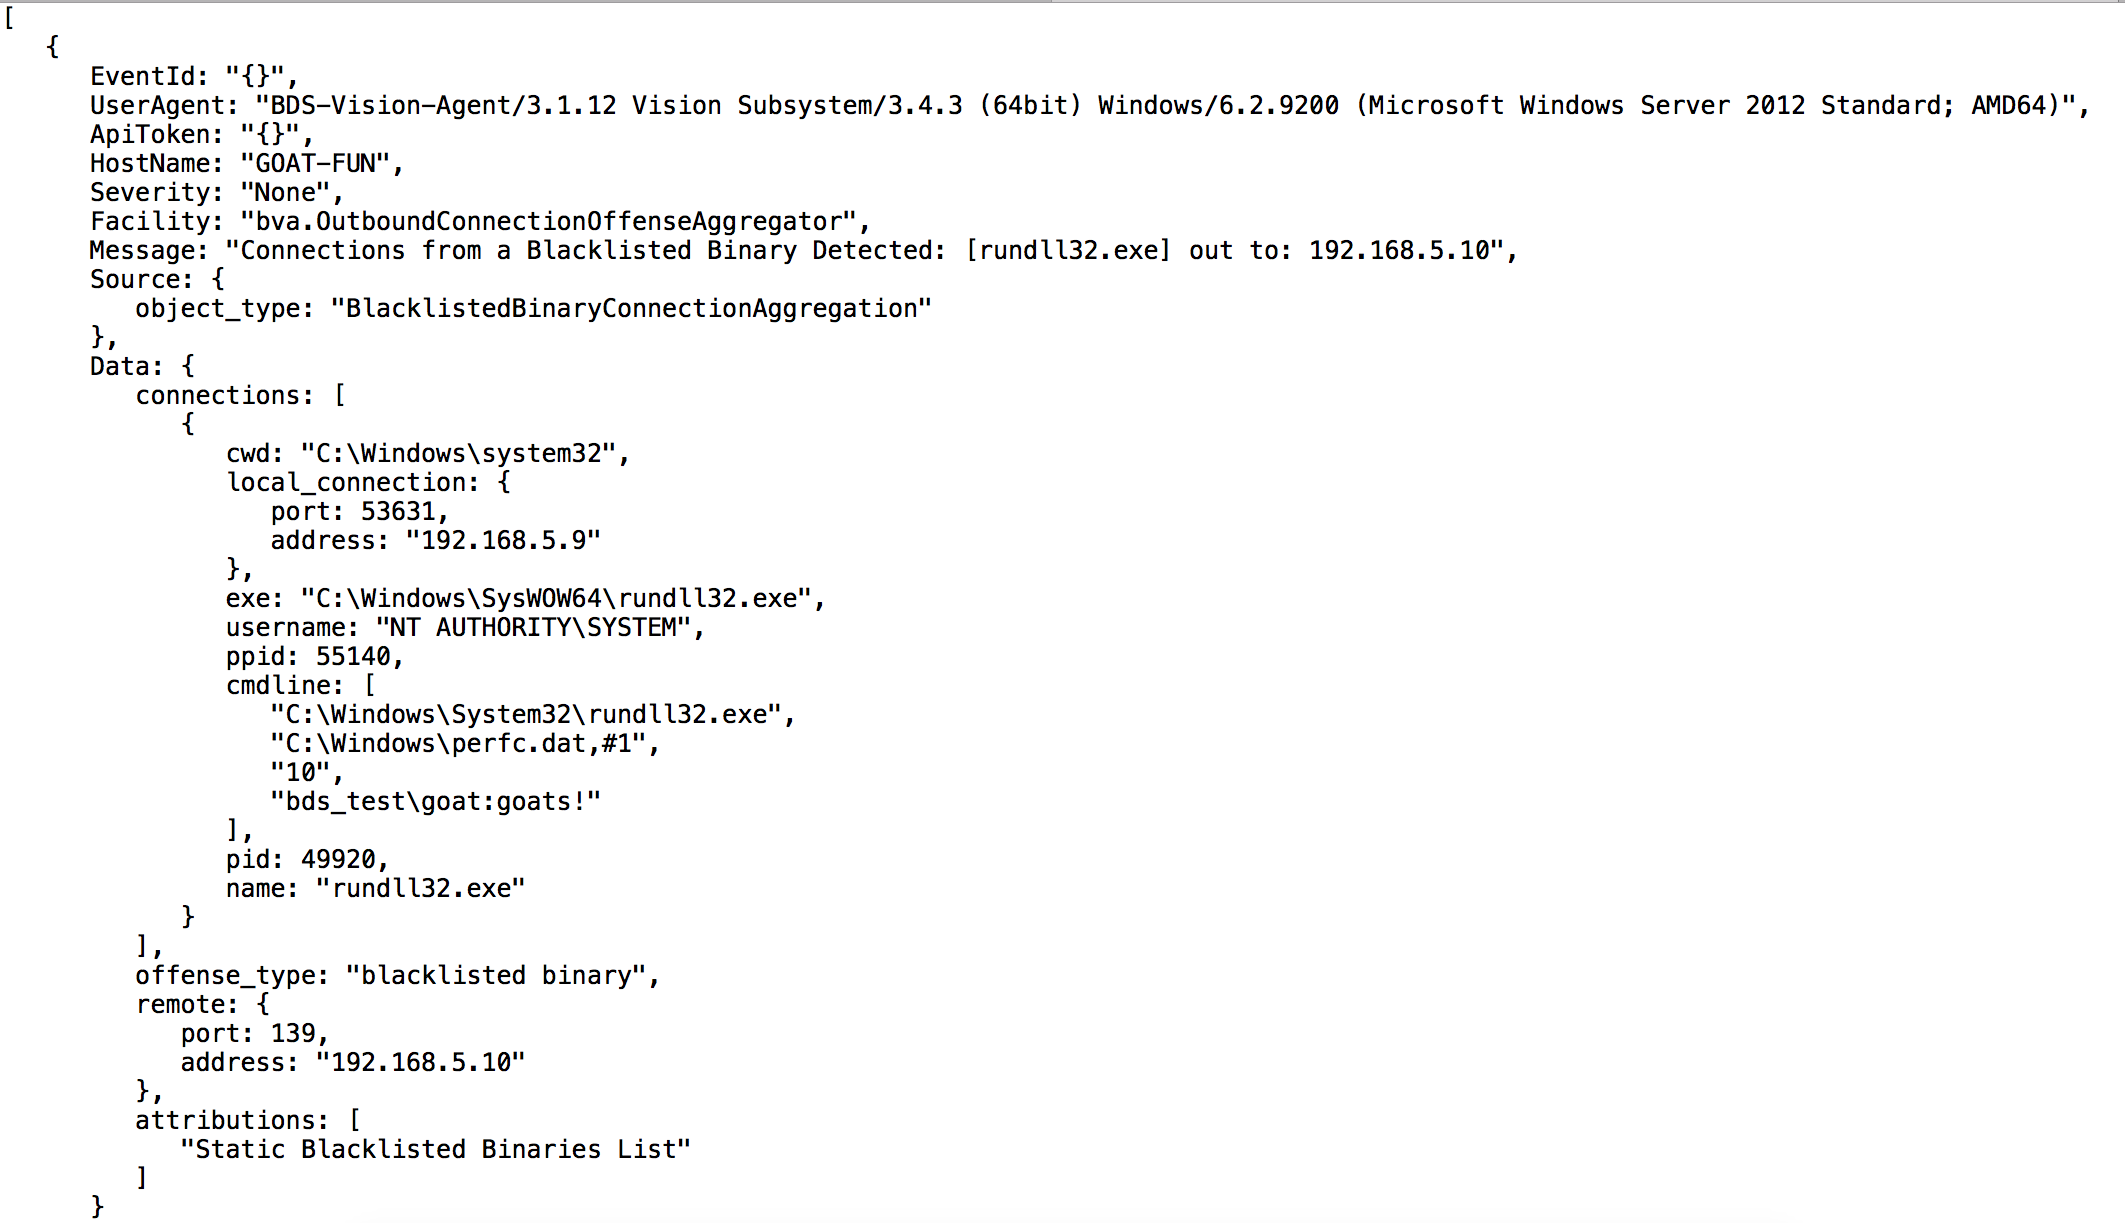 [
{
EventId: "{}",
UserAgent: "BDS-Vision-Agent/3.1.12 Vision Subsystem/3.4.3 (64bit) Windows/6.2.9200 (Microsoft Windows Server 2012 Standard; AMD64)",
ApiToken: "{}",
HostName: "GOAT-FUN",
Severity: "None",
Facility: "bva.OutboundConnectionOffenseAggregator",
Message: "Connections from a Blacklisted Binary Detected: [rundll32.exe] out to: 192.168.5.10",
Source: {
object_type: "BlacklistedBinaryConnectionAggregation"
},
Data: {
connections: [
{
cwd: "C:\Windows\system32",
local_connection: {
port: 53631,
address: "192.168.5.9"
},
exe: "C:\Windows\SysWOW64\rundll32.exe",
username: "NT AUTHORITY\SYSTEM",
ppid: 55140,
cmdline: [
"C:\Windows\System32\rundll32.exe",
"C:\Windows\perfc.dat,#1",
"10",
"bds_test\goat:goats!"
],
pid: 49920,
name: "rundll32.exe"
}
],
offense_type: "blacklisted binary",
remote: {
port: 139,
address: "192.168.5.10"
},
attributions: [
"Static Blacklisted Binaries List"
]
}